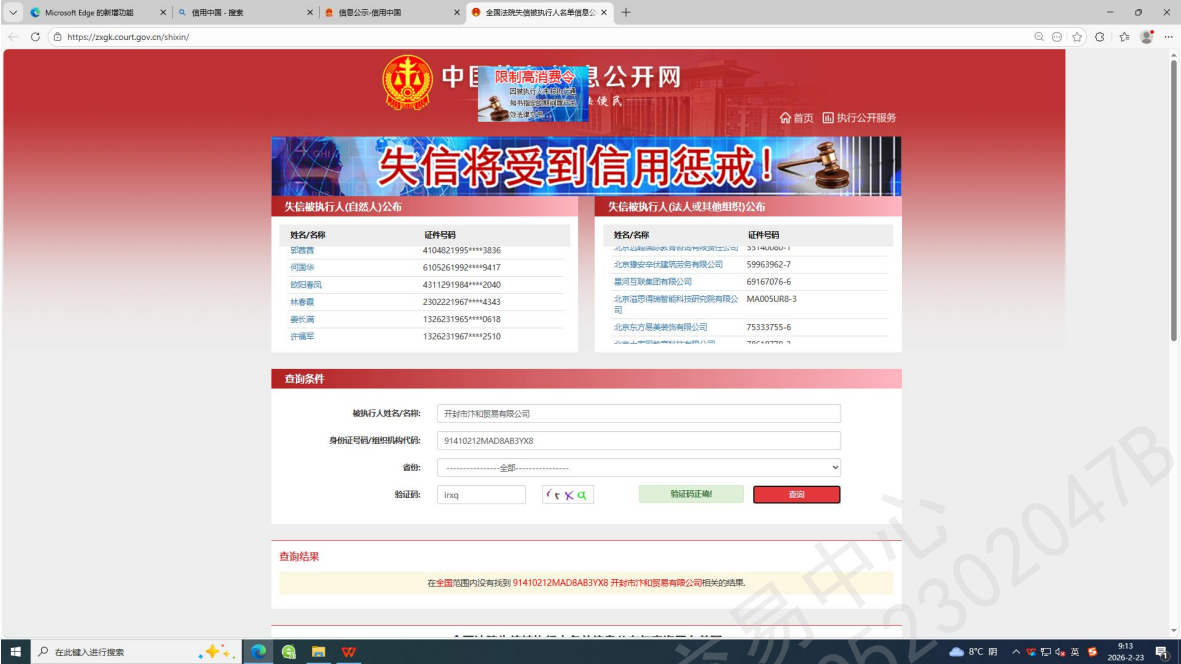 Microsoft Edge 的新增功能
信用中国 - 搜索
信息公示-信用中国
全国法院失信被执行人名单信息公
https://zxgk.court.gov.cn/shixin/
中国
息公开网
限制高消费令
首页 执行公开服务
失信将受到信用惩戒!
失信被执行人(自然人)公布
姓名/名称 证件号码
郭茜茜 4104821995****3836
何国华 6105261992****9417
欧阳春凤 4311291984****2040
林春霞 2302221967****4343
姜长满 1326231965****0618
许福军 1326231967****2510
失信被执行人(法人或其他组织)公布
姓名/名称 证件号码
55140080-1
北京豫安辛伏建筑劳务有限公司 59963962-7
星河互联集团有限公司 69167076-6
北京溢思得瑞智能科技研究院有限公司 MA005UR8-3
北京东方易美装饰有限公司 75333755-6
查询条件
被执行人姓名/名称: 开封市汴和贸易有限公司
身份证号码/组织机构代码: 91410212MAD8AB3YX8
省份: ----------------全部----------------
验证码: irxq irxq 验证码正确! 查询
查询结果
在全国范围内没有找到 91410212MAD8AB3YX8 开封市汴和贸易有限公司相关的结果.
易中心
02047B
在此键入进行搜索
8°C 阴
英
9:13
2026-2-23